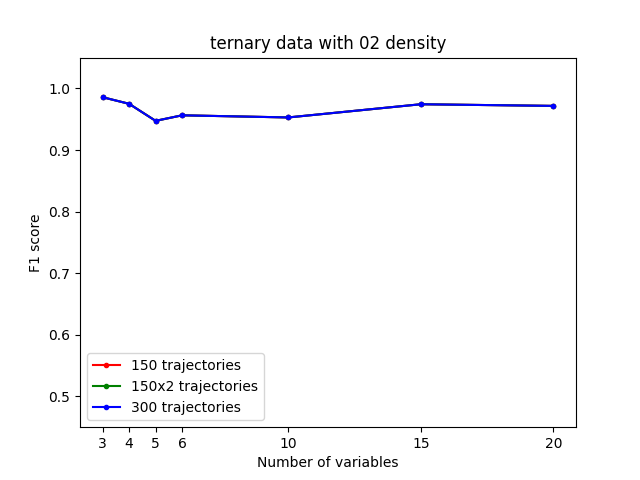 ternary data with 02 density
1.0
0.9
0.8
0.7
0.6
0.5
F1 score
150 trajectories
150x2 trajectories
300 trajectories
3 4 5 6 10 15 20
Number of variables